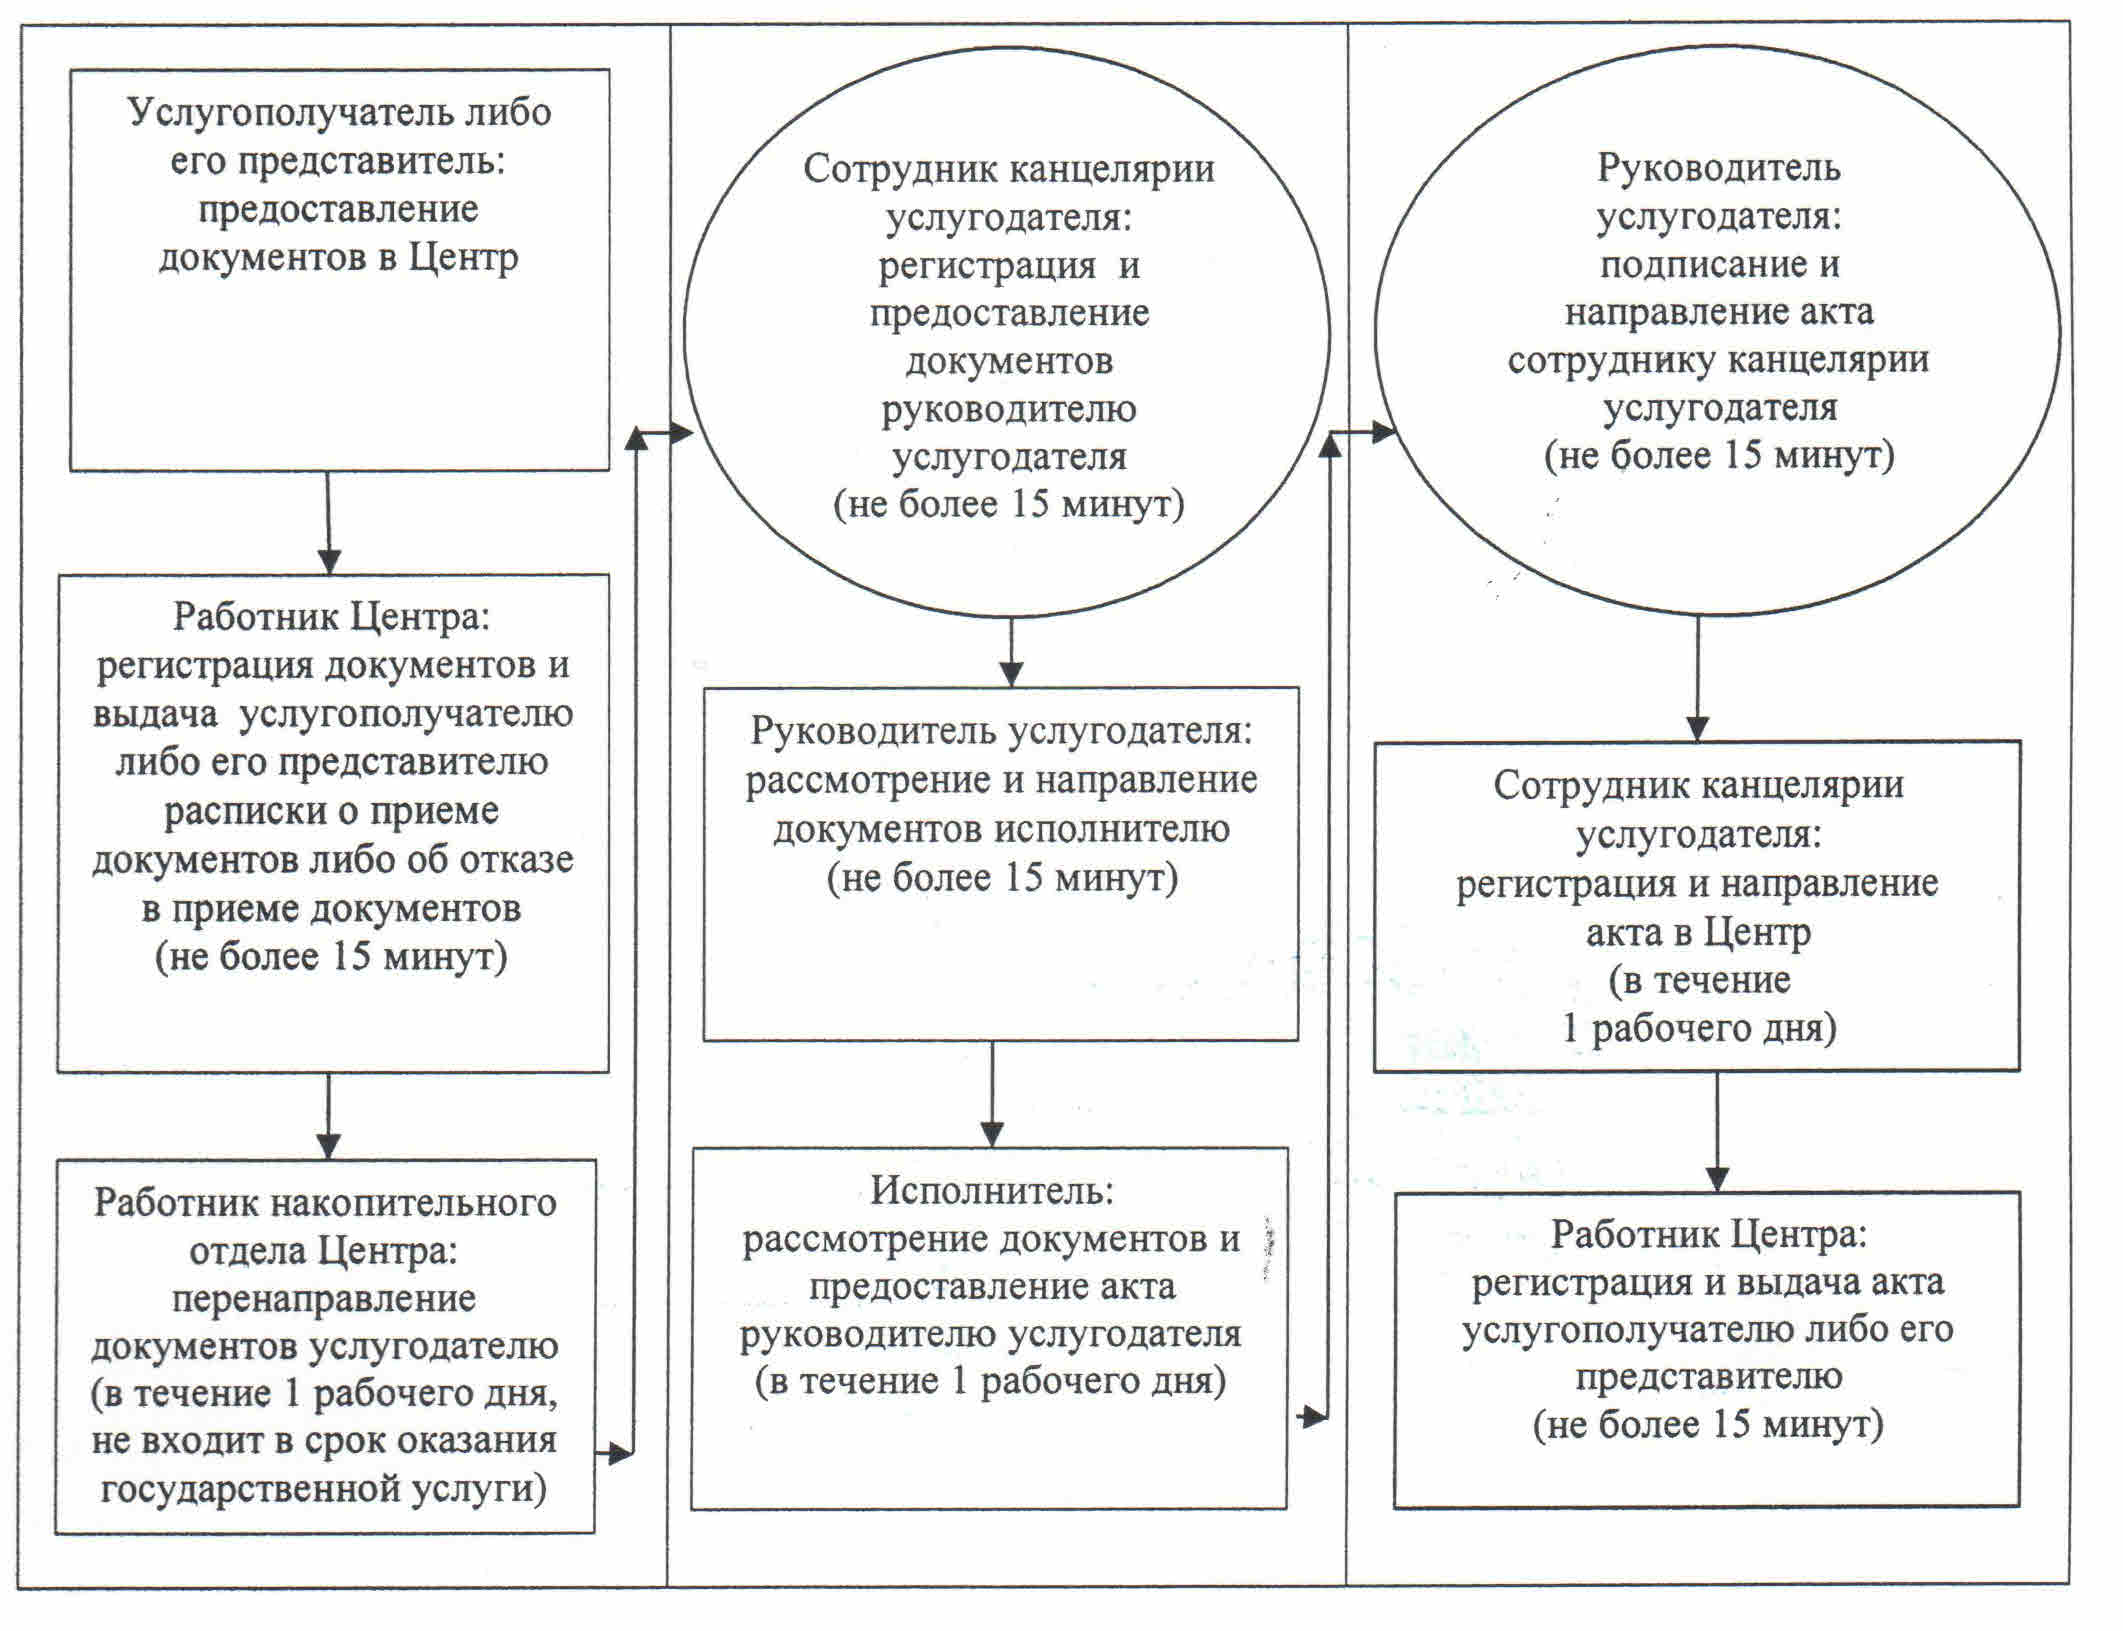 Услугополучатель либо
его представитель:
предоставление
документов в Центр
Работник Центра:
регистрация документов и
выдача услугополучателю
либо его представителю
расписки о приеме
документов либо об отказе
в приеме документов
(не более 15 минут)
Работник накопительного
отдела Центра:
перенаправление
документов услугодателю
(в течение 1 рабочего дня,
не входит в срок оказания
государственной услуги)
Сотрудник канцелярии
услугодателя:
регистрация и
предоставление
документов
руководителю
услугодателя
(не более 15 минут)
Руководитель услугодателя:
рассмотрение и направление
документов исполнителю
(не более 15 минут)
Исполнитель:
рассмотрение документов и
предоставление акта
руководителю услугодателя
(в течение 1 рабочего дня)
Руководитель
услугодателя:
подписание и
направление акта
сотруднику канцелярии
услугодателя
(не более 15 минут)
Сотрудник канцелярии
услугодателя:
регистрация и направление
акта в Центр
(в течение
1 рабочего дня)
Работник Центра:
регистрация и выдача акта
услугополучателю либо его
представителю
(не более 15 минут)